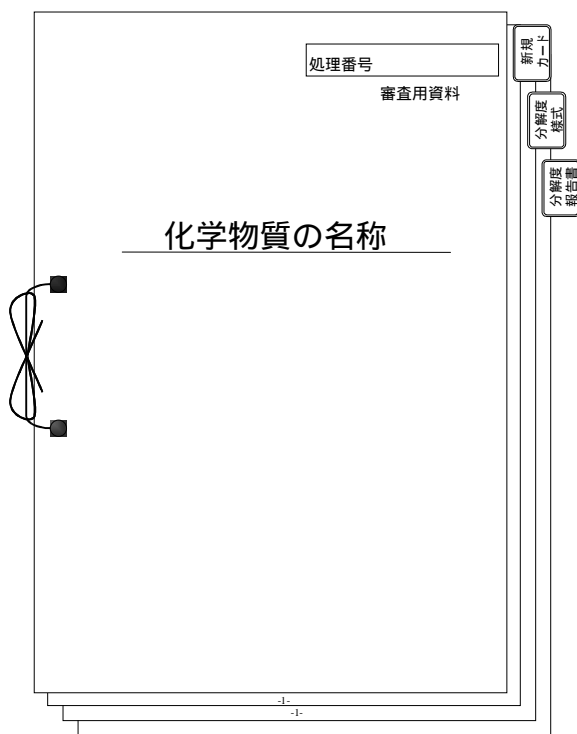 処理番号
審査用資料
新規
カード
分解度
様式
分解度
報告書
化学物質の名称
-1-
-1-